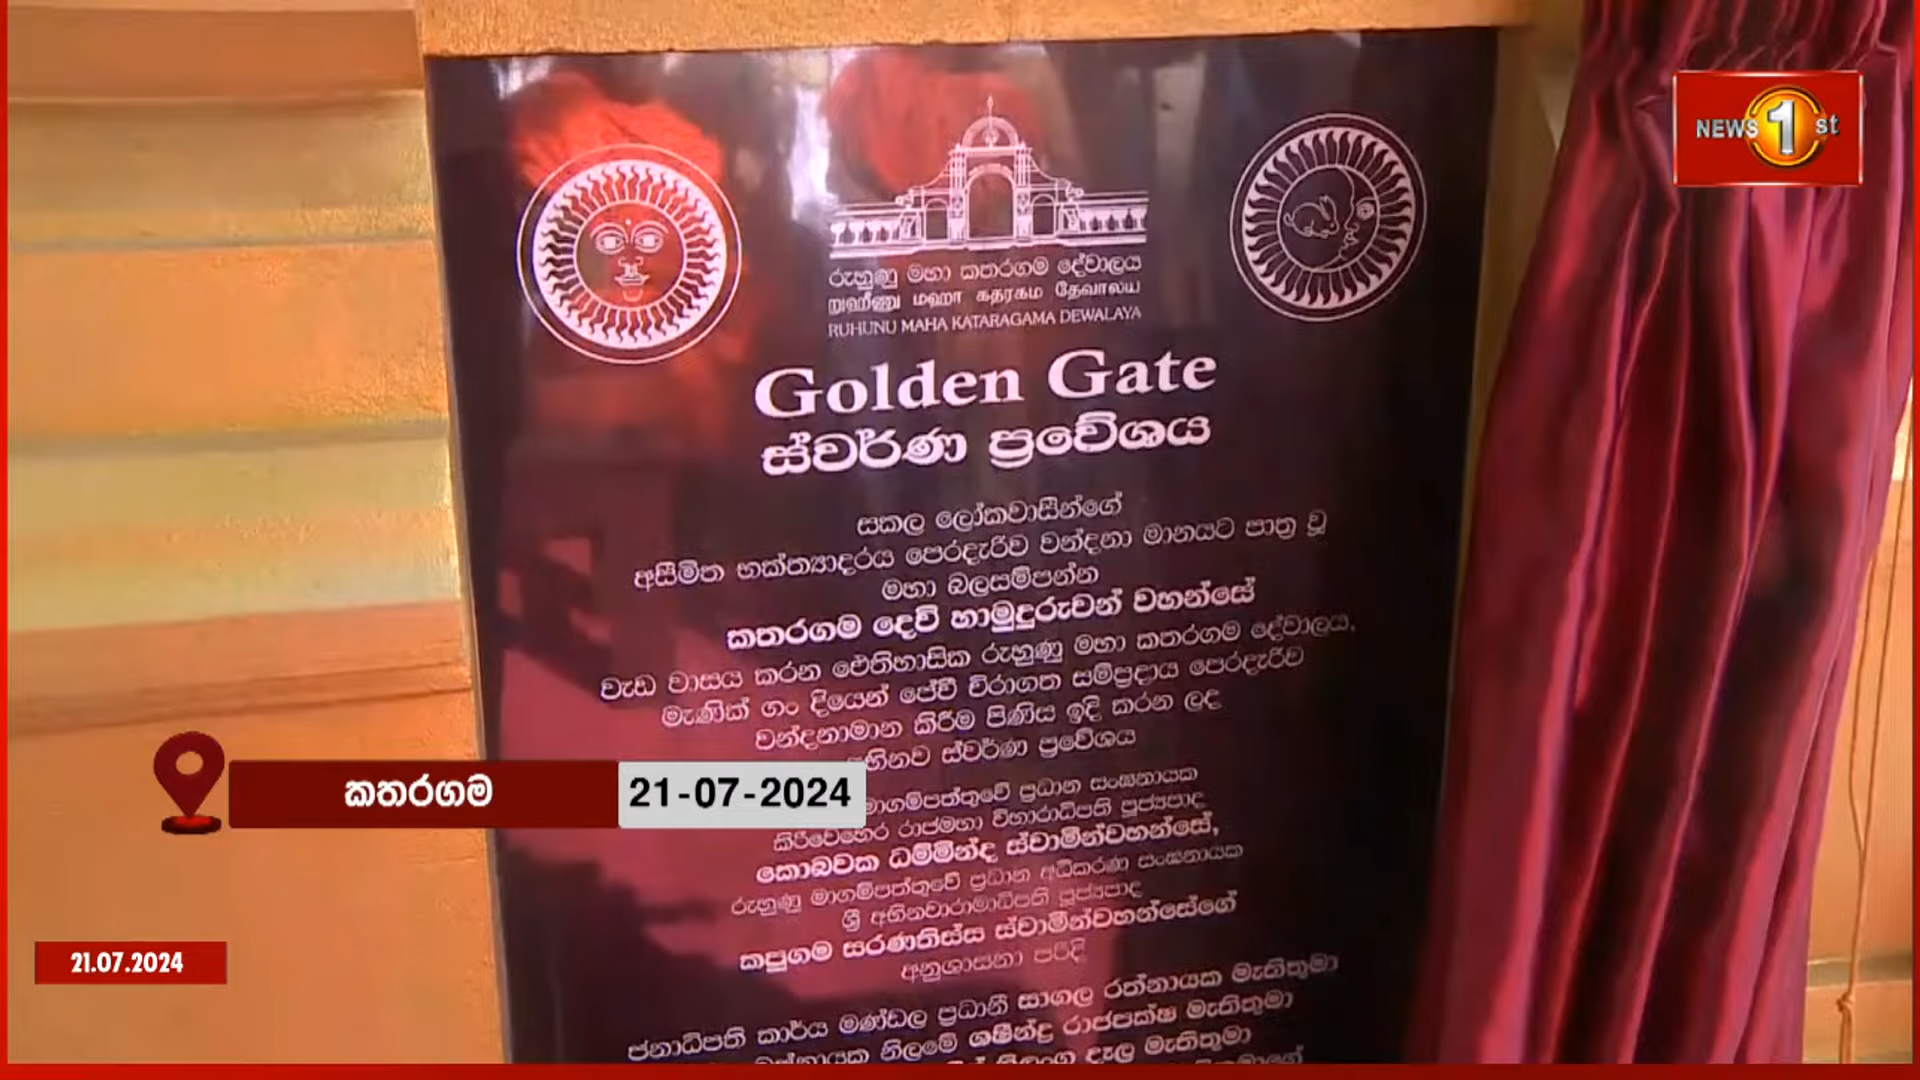 NEWS 1st
රුහුණු මහා කතරගම දේවාලය
றுஹுணு மஹா கதரகம தேவாலய
RUHUNU MAHA KATARAGAMA DEWALAYA
Golden Gate
ස්වර්ණ ප්‍රවේශය
සකල ලෝකවාසීන්ගේ
අසීමිත භක්ත්‍යාදරය පෙරදැරිව වන්දනා මානයට පාත්‍ර වූ
මහා බලසම්පන්න
කතරගම දෙවි හාමුදුරුවන් වහන්සේ
වැඩ වාසය කරන ඓතිහාසික රුහුණු මහා කතරගම දේවාලය,
මැණික් ගං දියෙන් පේවී චිරාගත සම්ප්‍රදාය පෙරදැරිව
වන්දනාමාන කිරීම පිණිස ඉදි කරන ලද
ස්වර්ණ ප්‍රවේශය
මාගම්පත්තුවේ ප්‍රධාන සංඝනායක
කිරිවෙහෙර රාජමහා විහාරාධිපති පූජ්‍යපාද
කොබවක ධම්මින්ද ස්වාමීන්වහන්සේ,
රුහුණු මාගම්පත්තුවේ ප්‍රධාන අධිකරණ සංඝනායක
ශ්‍රී අභිනවාරාමාධිපති පූජ්‍යපාද
කපුගම සරණතිස්ස ස්වාමීන්වහන්සේගේ
අනුශාසනා පරිදි
ජනාධිපති කාර්ය මණ්ඩල ප්‍රධානී සාගල රත්නායක මැතිතුමා
නිලමේ ශෂීන්ද්‍ර රාජපක්ෂ මැතිතුමා
දැල මැතිතුමා
කතරගම
21-07-2024
21.07.2024